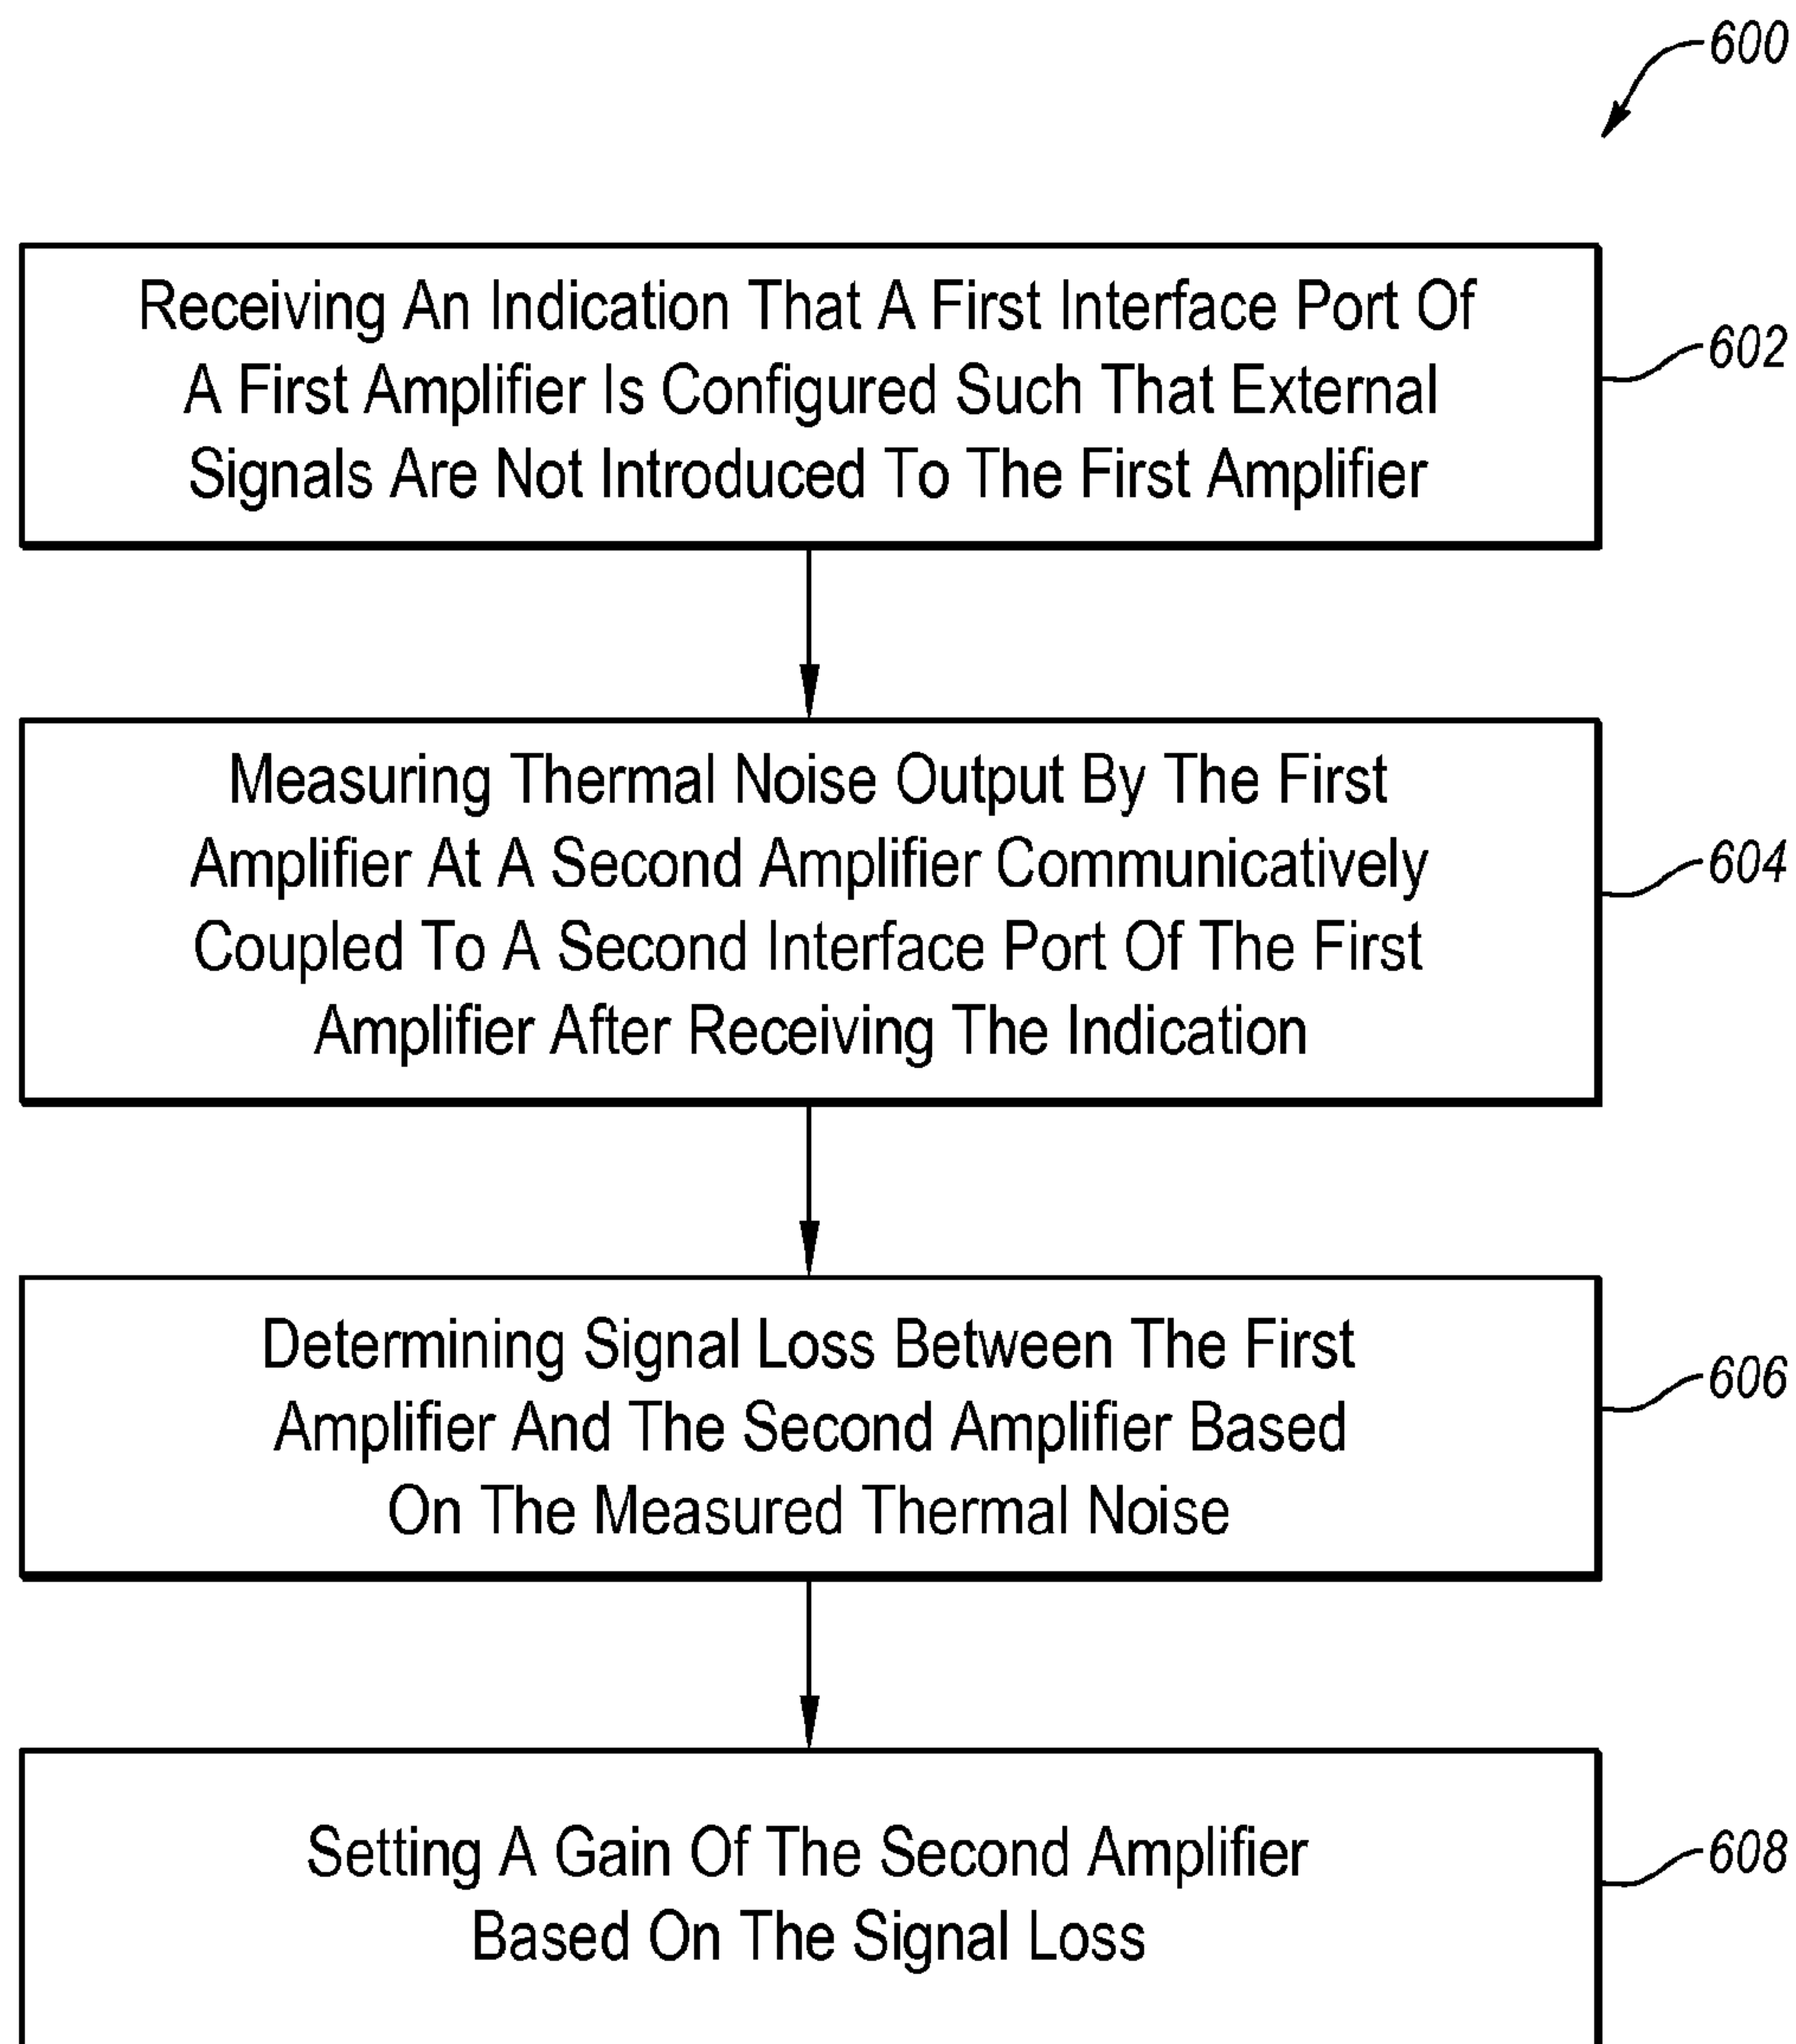 600
Receiving An Indication That A First Interface Port Of
A First Amplifier Is Configured Such That External
Signals Are Not Introduced To The First Amplifier
602
Measuring Thermal Noise Output By The First
Amplifier At A Second Amplifier Communicatively
Coupled To A Second Interface Port Of The First
Amplifier After Receiving The Indication
604
Determining Signal Loss Between The First
Amplifier And The Second Amplifier Based
On The Measured Thermal Noise
606
Setting A Gain Of The Second Amplifier
Based On The Signal Loss
608